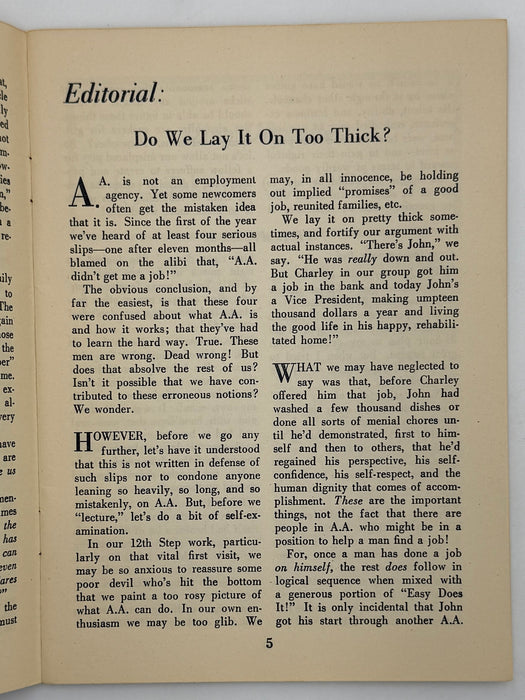 Editorial:
Do We Lay It On Too Thick?
A. A. is not an employment
agency. Yet some newcomers
often get the mistaken idea
that it is. Since the first of the year
we've heard of at least four serious
slips—one after eleven months—all
blamed on the alibi that, "A.A.
didn't get me a job!"
The obvious conclusion, and by
far the easiest, is that these four
were confused about what A.A. is
and how it works; that they've had
to learn the hard way. True. These
men are wrong. Dead wrong! But
does that absolve the rest of us?
Isn't it possible that we have con-
tributed to these erroneous notions?
We wonder.
HOWEVER, before we go any
further, let's have it understood
that this is not written in defense of
such slips nor to condone anyone
leaning so heavily, so long, and so
mistakenly, on A.A. But, before we
"lecture," let's do a bit of self-ex-
amination.
In our 12th Step work, particu-
larly on that vital first visit, we
may be so anxious to reassure some
poor devil who's hit the bottom
that we paint a too rosy picture of
what A.A. can do. In our own en-
thusiasm we may be too glib. We
may, in all innocence, be holding
out implied "promises" of a good
job, reunited families, etc.
We lay it on pretty thick some-
times, and fortify our argument with
actual instances. "There's John," we
say. "He was really down and out.
But Charley in our group got him
a job in the bank and today John's
a Vice President, making umpteen
thousand dollars a year and living
the good life in his happy, rehabili-
tated home!"
WHAT we may have neglected to
say was that, before Charley
offered him that job, John had
washed a few thousand dishes or
done all sorts of menial chores un-
til he'd demonstrated, first to him-
self and then to others, that he'd
regained his perspective, his self-
confidence, his self-respect, and the
human dignity that comes of accom-
plishment. These are the important
things, not the fact that there are
people in A.A. who might be in a
position to help a man find a job!
For, once a man has done a job
on himself, the rest does follow in
logical sequence when mixed with
a generous portion of "Easy Does
It!" It is only incidental that John
got his start through another A.A.
5